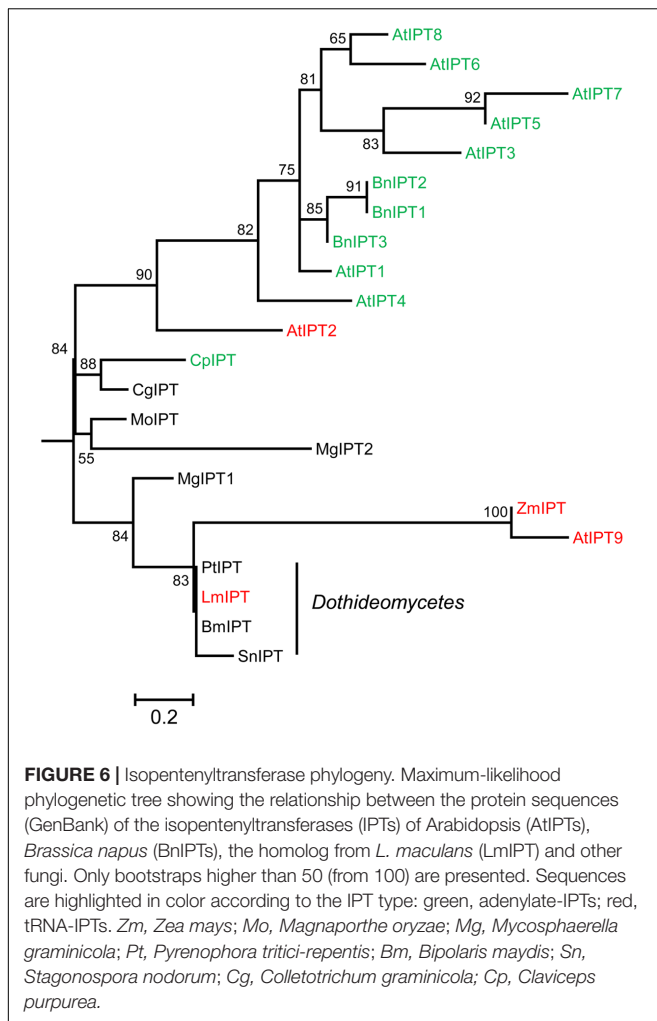 65
AtIPT8
AtIPT6
81
92
AtIPT7
AtIPT5
83
AtIPT3
75
91
BnIPT2
BnIPT1
85
BnIPT3
82
AtIPT1
90
AtIPT4
AtIPT2
84
88
CpIPT
CgIPT
MoIPT
55
MgIPT2
MgIPT1
84
100
ZmIPT
AtIPT9
83
PtIPT
LmIPT
Dothideomycetes
BmIPT
SnIPT
0.2
FIGURE 6 | Isopentenyltransferase phylogeny. Maximum-likelihood
phylogenetic tree showing the relationship between the protein sequences
(GenBank) of the isopentenyltransferases (IPTs) of Arabidopsis (AtIPTs),
Brassica napus (BnIPTs), the homolog from L. maculans (LmIPT) and other
fungi. Only bootstraps higher than 50 (from 100) are presented. Sequences
are highlighted in color according to the IPT type: green, adenylate-IPTs; red,
tRNA-IPTs. Zm, Zea mays; Mo, Magnaporthe oryzae; Mg, Mycosphaerella
graminicola; Pt, Pyrenophora tritici-repentis; Bm, Bipolaris maydis; Sn,
Stagonospora nodorum; Cg, Colletotrichum graminicola; Cp, Claviceps
purpurea.